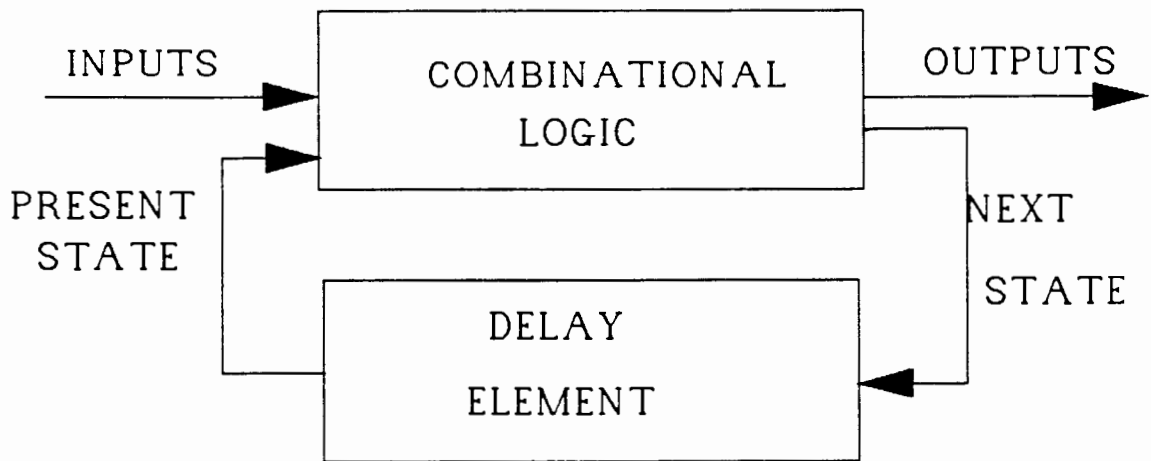 INPUTS
COMBINATIONAL
LOGIC
OUTPUTS
PRESENT
STATE
NEXT
STATE
DELAY
ELEMENT